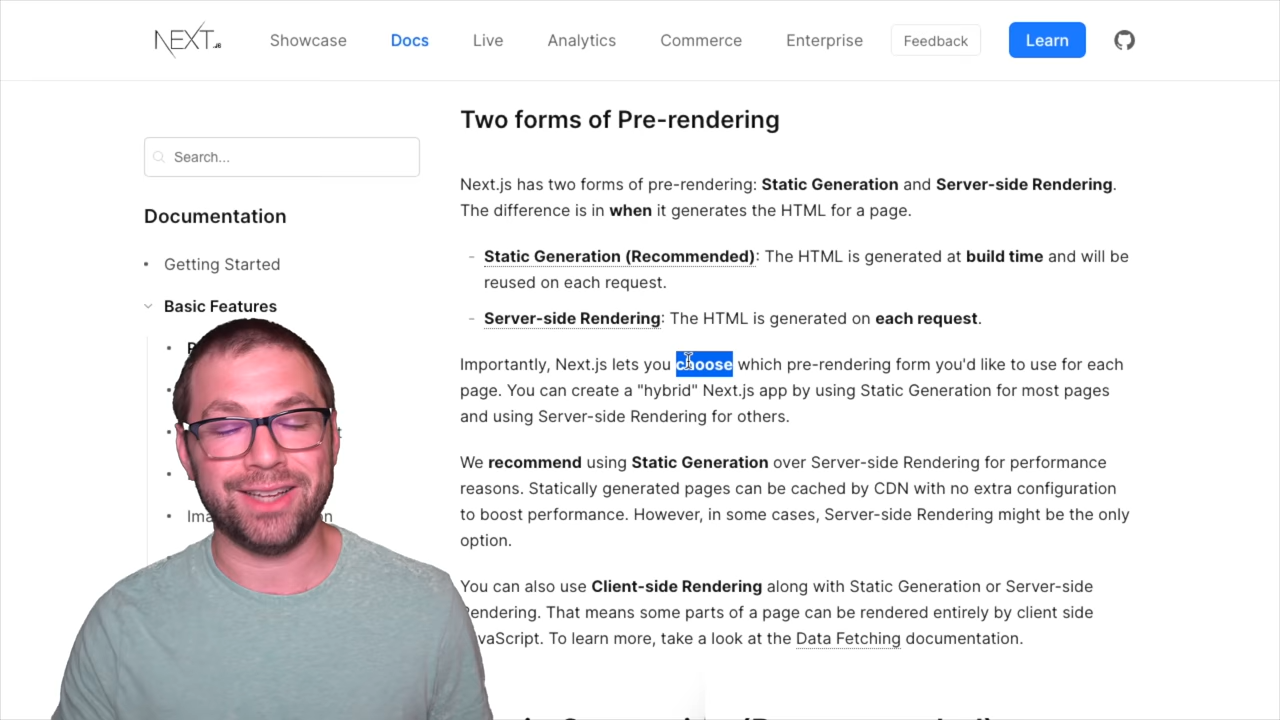 NEXT.JS
Showcase
Docs
Live
Analytics
Commerce
Enterprise
Feedback
Learn
Search...
Documentation
Getting Started
Basic Features
Two forms of Pre-rendering
Next.js has two forms of pre-rendering: Static Generation and Server-side Rendering.
The difference is in when it generates the HTML for a page.
- Static Generation (Recommended): The HTML is generated at build time and will be
reused on each request.
- Server-side Rendering: The HTML is generated on each request.
Importantly, Next.js lets you choose which pre-rendering form you'd like to use for each
page. You can create a "hybrid" Next.js app by using Static Generation for most pages
and using Server-side Rendering for others.
We recommend using Static Generation over Server-side Rendering for performance
reasons. Statically generated pages can be cached by CDN with no extra configuration
to boost performance. However, in some cases, Server-side Rendering might be the only
option.
You can also use Client-side Rendering along with Static Generation or Server-side
Rendering. That means some parts of a page can be rendered entirely by client side
JavaScript. To learn more, take a look at the Data Fetching documentation.